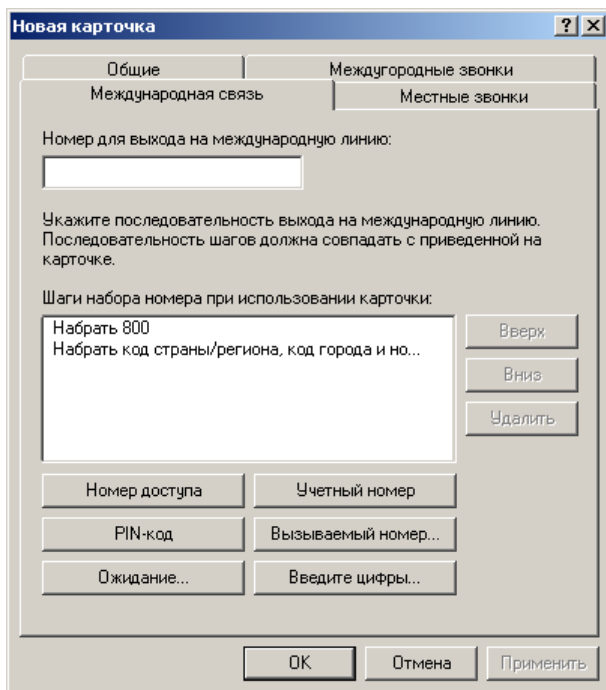 Новая карточка
Общие
Междугородные звонки
Международная связь
Местные звонки
Номер для выхода на международную линию:
Укажите последовательность выхода на международную линию.
Последовательность шагов должна совпадать с приведенной на
карточке.
Шаги набора номера при использовании карточки:
Набрать 800
Набрать код страны/региона, код города и но...
Вверх
Вниз
Удалить
Номер доступа
Учетный номер
PIN-код
Вызываемый номер...
Ожидание...
Введите цифры...
OK
Отмена
Применить